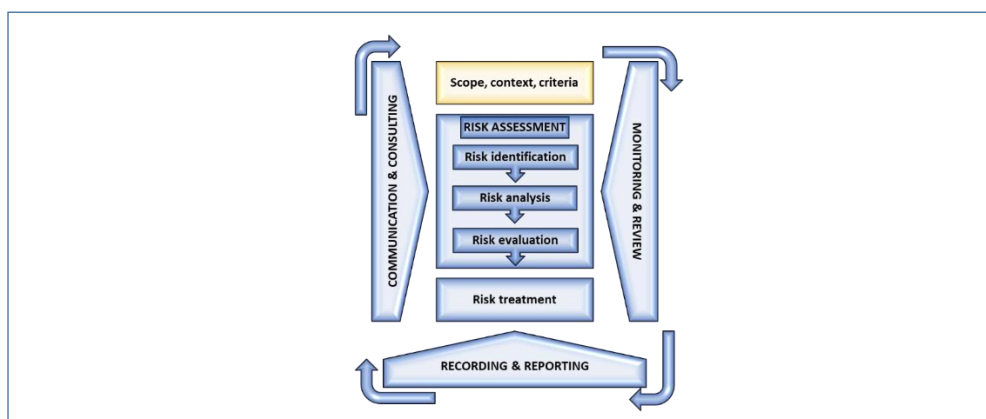 Scope, context, criteria
RISK ASSESSMENT
Risk identification
Risk analysis
Risk evaluation
Risk treatment
COMMUNICATION & CONSULTING
MONITORING & REVIEW
RECORDING & REPORTING